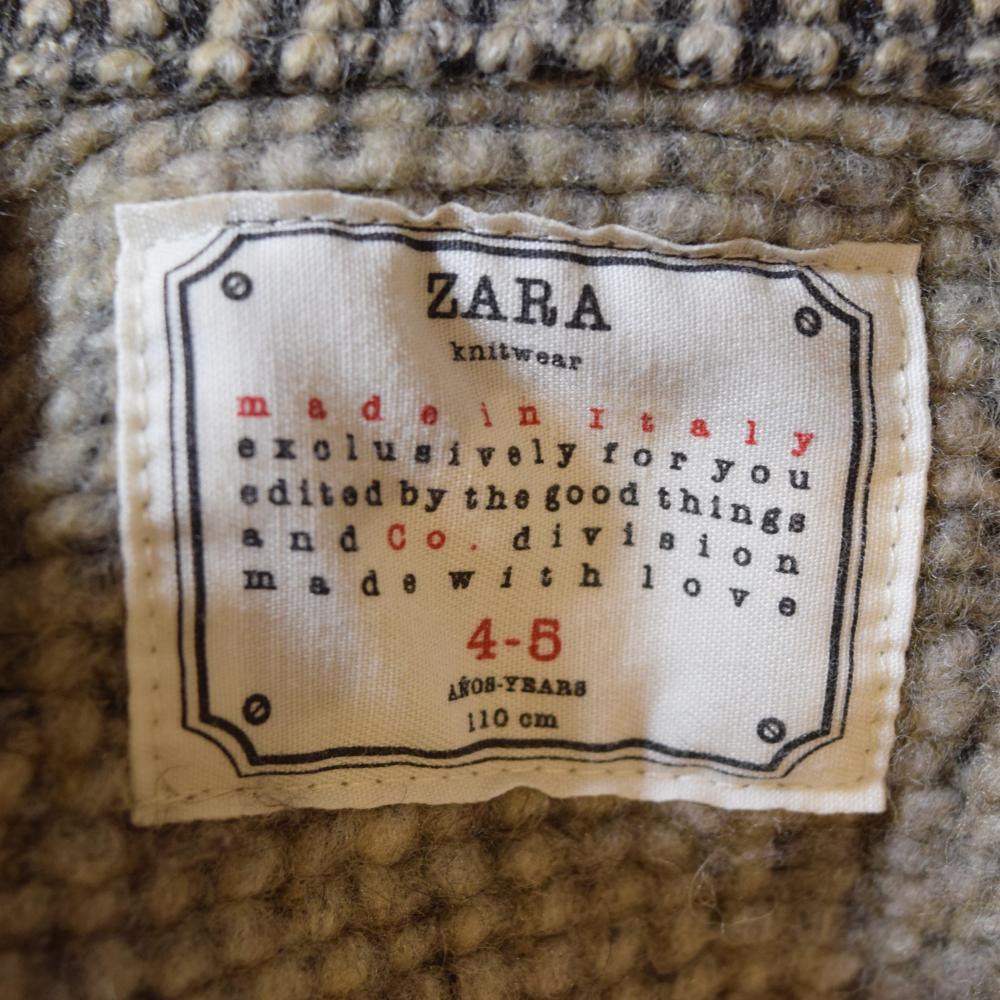 ZARA
knitwear
made in Italy
exclusively for you
edited by the good things
and Co. division
made with love
4-5
AÑOS-YEARS
110 cm